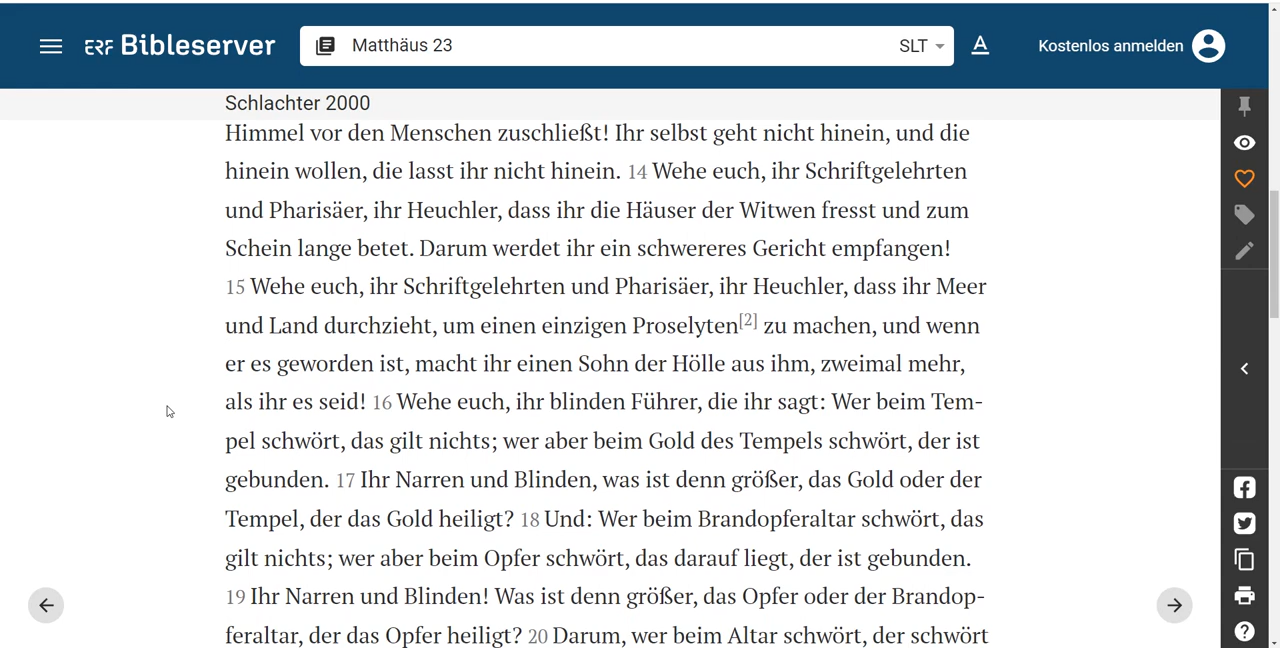 ERF Bibleserver
Matthäus 23
SLT
A
Kostenlos anmelden
Schlachter 2000
Himmel vor den Menschen zuschließt! Ihr selbst geht nicht hinein, und die
hinein wollen, die lasst ihr nicht hinein. 14 Wehe euch, ihr Schriftgelehrten
und Pharisäer, ihr Heuchler, dass ihr die Häuser der Witwen fresst und zum
Schein lange betet. Darum werdet ihr ein schwereres Gericht empfangen!
15 Wehe euch, ihr Schriftgelehrten und Pharisäer, ihr Heuchler, dass ihr Meer
und Land durchzieht, um einen einzigen Proselyten[2] zu machen, und wenn
er es geworden ist, macht ihr einen Sohn der Hölle aus ihm, zweimal mehr,
als ihr es seid! 16 Wehe euch, ihr blinden Führer, die ihr sagt: Wer beim Tem-
pel schwört, das gilt nichts; wer aber beim Gold des Tempels schwört, der ist
gebunden. 17 Ihr Narren und Blinden, was ist denn größer, das Gold oder der
Tempel, der das Gold heiligt? 18 Und: Wer beim Brandopferaltar schwört, das
gilt nichts; wer aber beim Opfer schwört, das darauf liegt, der ist gebunden.
19 Ihr Narren und Blinden! Was ist denn größer, das Opfer oder der Brandop-
feraltar, der das Opfer heiligt? 20 Darum, wer beim Altar schwört, der schwört